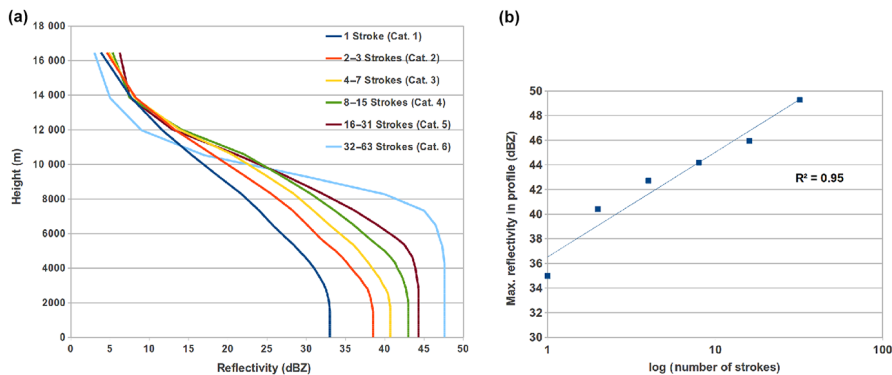 (a)
18 000
16 000
14 000
12 000
10 000
8000
6000
4000
2000
0
Height (m)
1 Stroke (Cat. 1)
2–3 Strokes (Cat. 2)
4–7 Strokes (Cat. 3)
8–15 Strokes (Cat. 4)
16–31 Strokes (Cat. 5)
32–63 Strokes (Cat. 6)
0 5 10 15 20 25 30 35 40 45 50
Reflectivity (dBZ)
(b)
50
48
46
44
42
40
38
36
34
32
30
Max. reflectivity in profile (dBZ)
R² = 0.95
1 10 100
log (number of strokes)